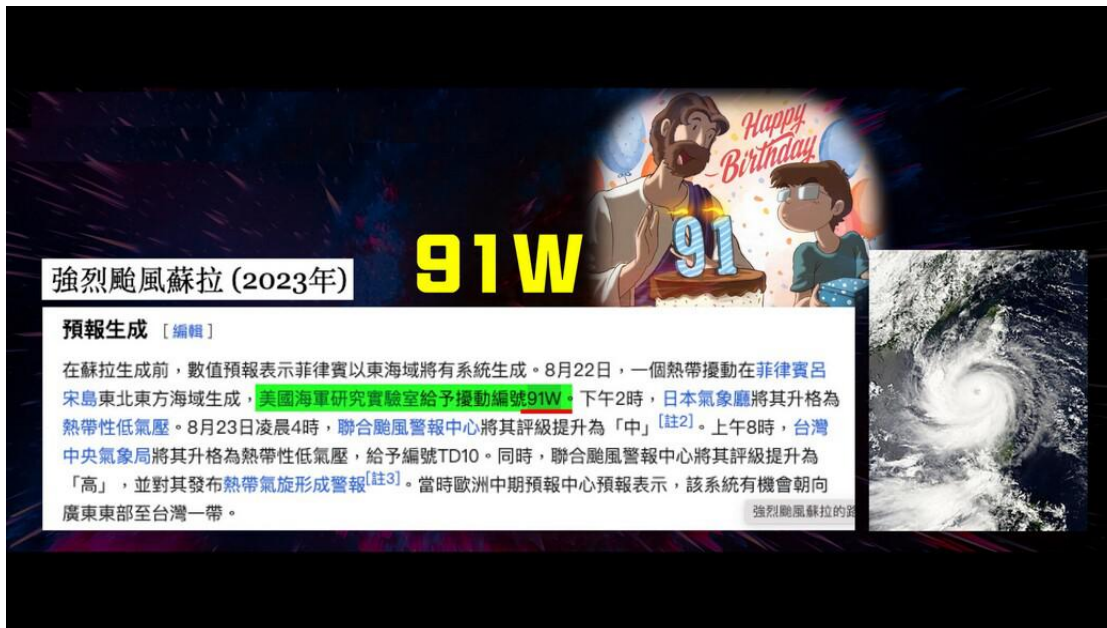 Happy
Birthday
91
91W
強烈颱風蘇拉 (2023年)
預報生成 [編輯]
在蘇拉生成前，數值預報表示菲律賓以東海域將有系統生成。8月22日，一個熱帶擾動在菲律賓呂
宋島東北東方海域生成，美國海軍研究實驗室給予擾動編號91W。下午2時，日本氣象廳將其升格為
熱帶性低氣壓。8月23日凌晨4時，聯合颱風警報中心將其評級提升為「中」[註2]。上午8時，台灣
中央氣象局將其升格為熱帶性低氣壓，給予編號TD10。同時，聯合颱風警報中心將其評級提升為
「高」，並對其發布熱帶氣旋形成警報[註3]。當時歐洲中期預報中心預報表示，該系統有機會朝向
廣東東部至台灣一帶。
強烈颱風蘇拉的路